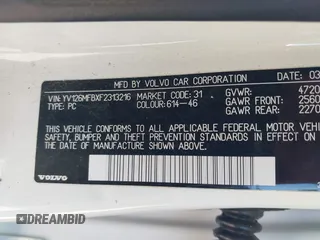 MFD BY VOLVO CAR CORPORATION DATE: 03
VIN: YV126MFBXF2313216 MARKET CODE: 31 GVWR: 4720
TYPE: PC COLOUR: 614-46 GAWR FRONT: 2560
GAWR REAR: 2270
THIS VEHICLE CONFORMS TO ALL APPLICABLE FEDERAL MOTOR VEHI
SAFETY, BUMPER, AND THEFT PREVENTION STANDARDS IN EFFECT ON
DATE OF MANUFACTURE SHOWN ABOVE.
VOLVO
DREAMBID